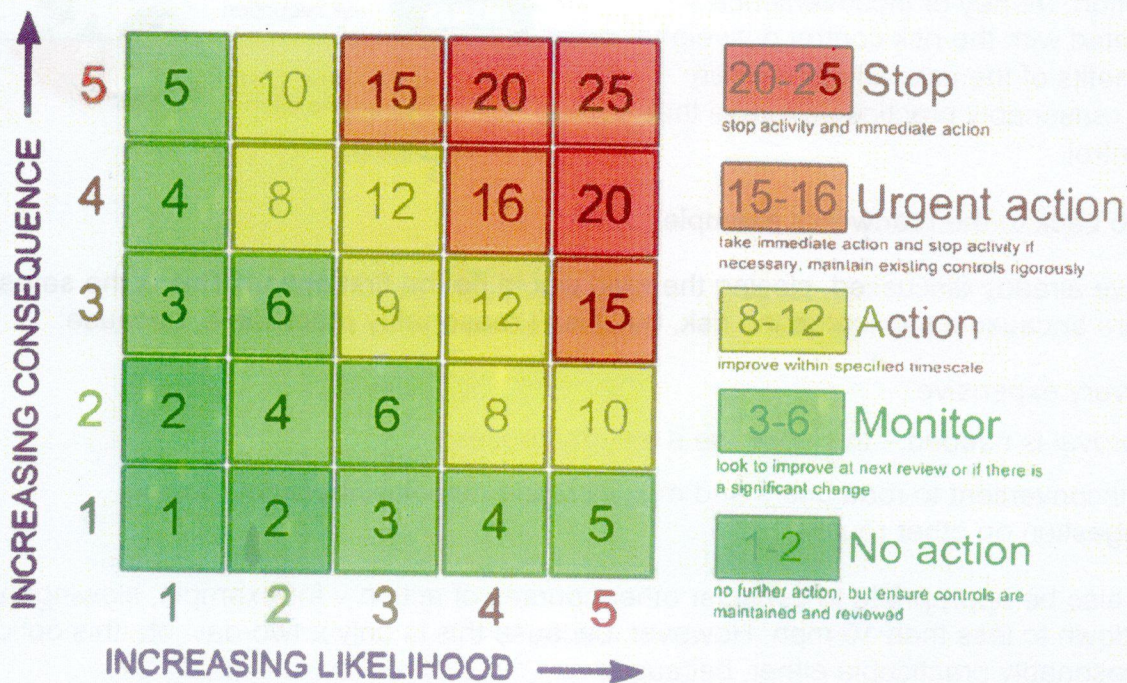 INCREASING CONSEQUENCE
5 5 10 15 20 25
4 4 8 12 16 20
3 3 6 9 12 15
2 2 4 6 8 10
1 1 2 3 4 5
1 2 3 4 5
INCREASING LIKELIHOOD
20-25 Stop
stop activity and immediate action
15-16 Urgent action
take immediate action and stop activity if
necessary, maintain existing controls rigorously
8-12 Action
improve within specified timescale
3-6 Monitor
look to improve at next review or if there is
a significant change
1-2 No action
no further action, but ensure controls are
maintained and reviewed